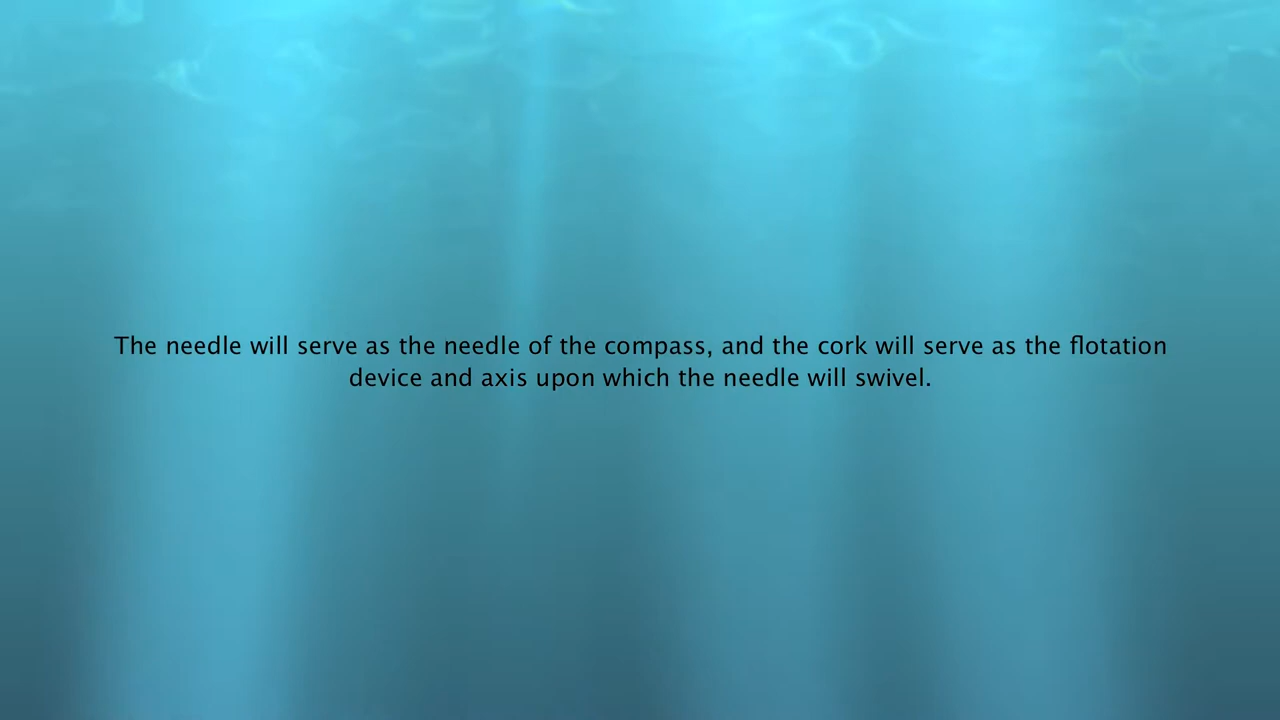 The needle will serve as the needle of the compass, and the cork will serve as the flotation
device and axis upon which the needle will swivel.